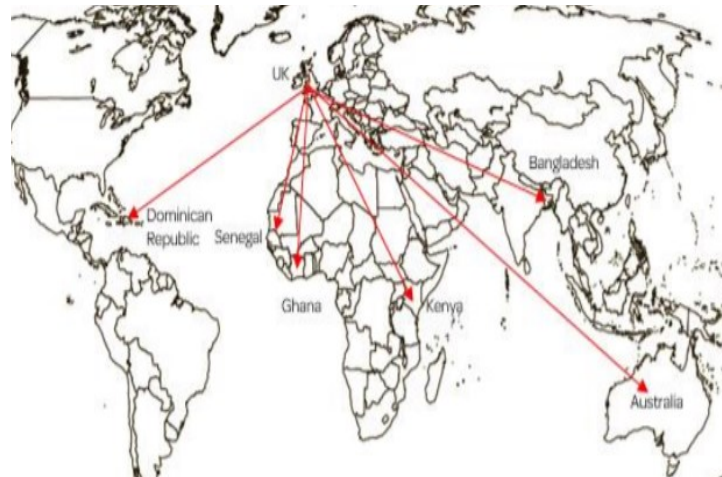 UK
Bangladesh
Dominican
Republic
Senegal
Ghana
Kenya
Australia